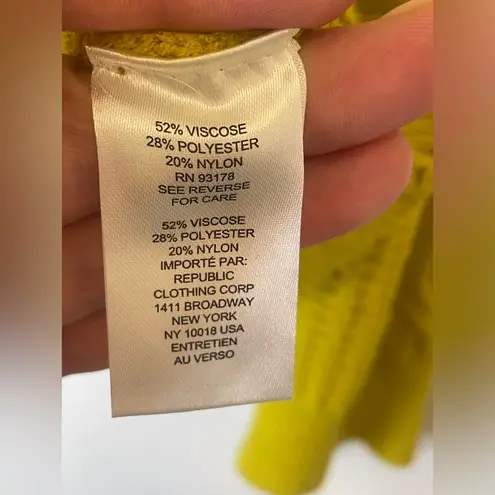 52% VISCOSE
28% POLYESTER
20% NYLON
RN 93178
SEE REVERSE
FOR CARE
52% VISCOSE
28% POLYESTER
20% NYLON
IMPORTÉ PAR:
REPUBLIC
CLOTHING CORP
1411 BROADWAY
NEW YORK
NY 10018 USA
ENTRETIEN
AU VERSO